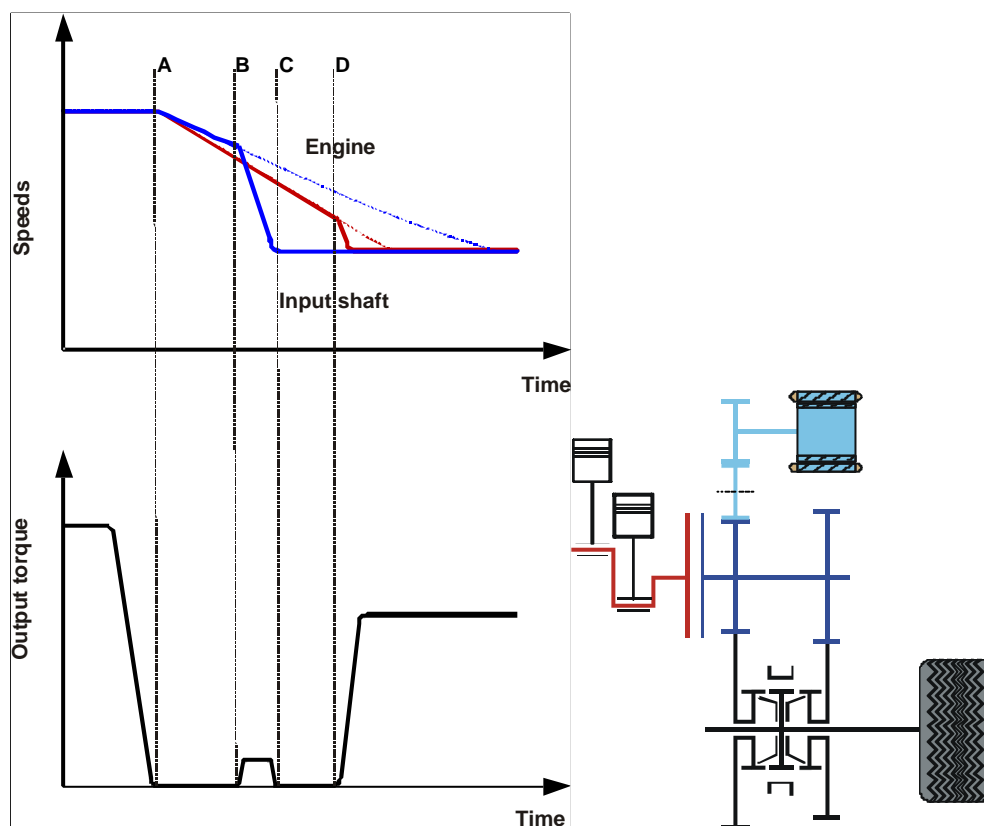 A B C D
Engine
Speeds
Input shaft
Time
Output torque
Time